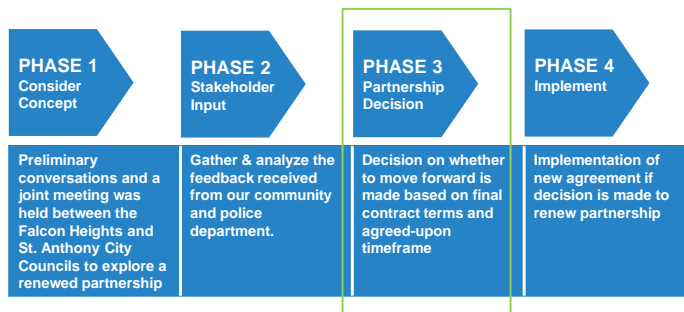 PHASE 1
Consider
Concept
PHASE 2
Stakeholder
Input
PHASE 3
Partnership
Decision
PHASE 4
Implement
Preliminary
conversations and a
joint meeting was
held between the
Falcon Heights and
St. Anthony City
Councils to explore a
renewed partnership
Gather & analyze the
feedback received
from our community
and police
department.
Decision on whether
to move forward is
made based on final
contract terms and
agreed-upon
timeframe
Implementation of
new agreement if
decision is made to
renew partnership